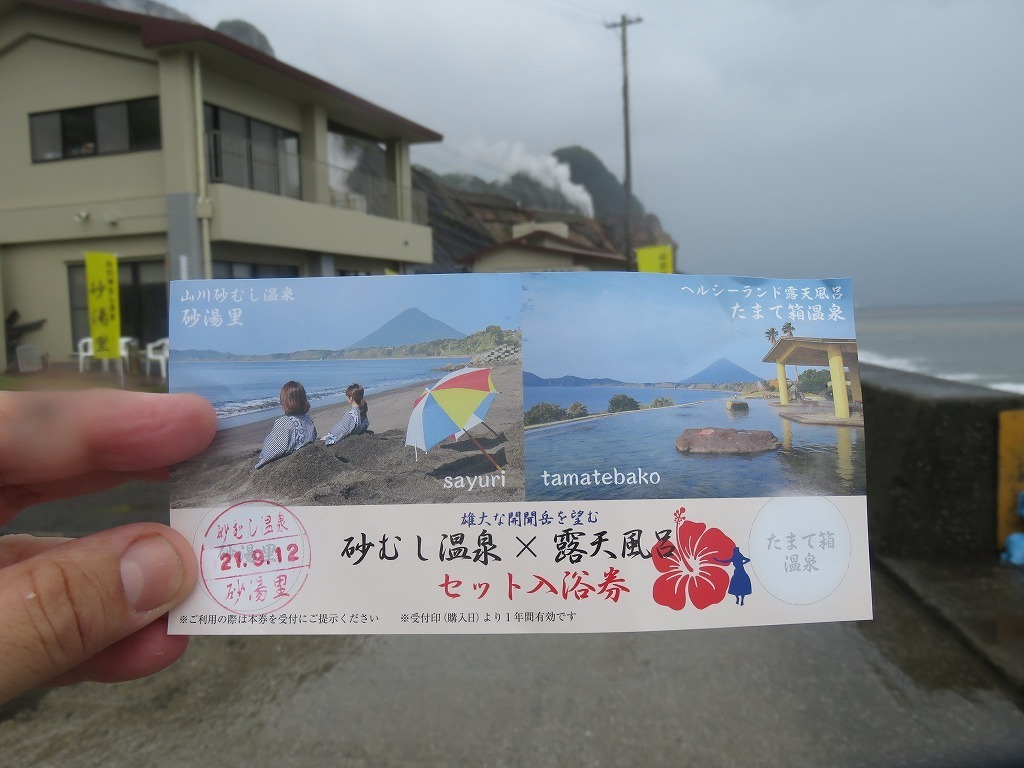 砂湯里
山川砂むし温泉
砂湯里
ヘルシーランド露天風呂
たまて箱温泉
sayuri
tamatebako
雄大な開聞岳を望む
砂むし温泉×露天風呂
セット入浴券
砂むし温泉
21.9.12
砂湯里
たまて箱
温泉
※ご利用の際は本券を受付にご提示ください ※受付印(購入日)より1年間有効です